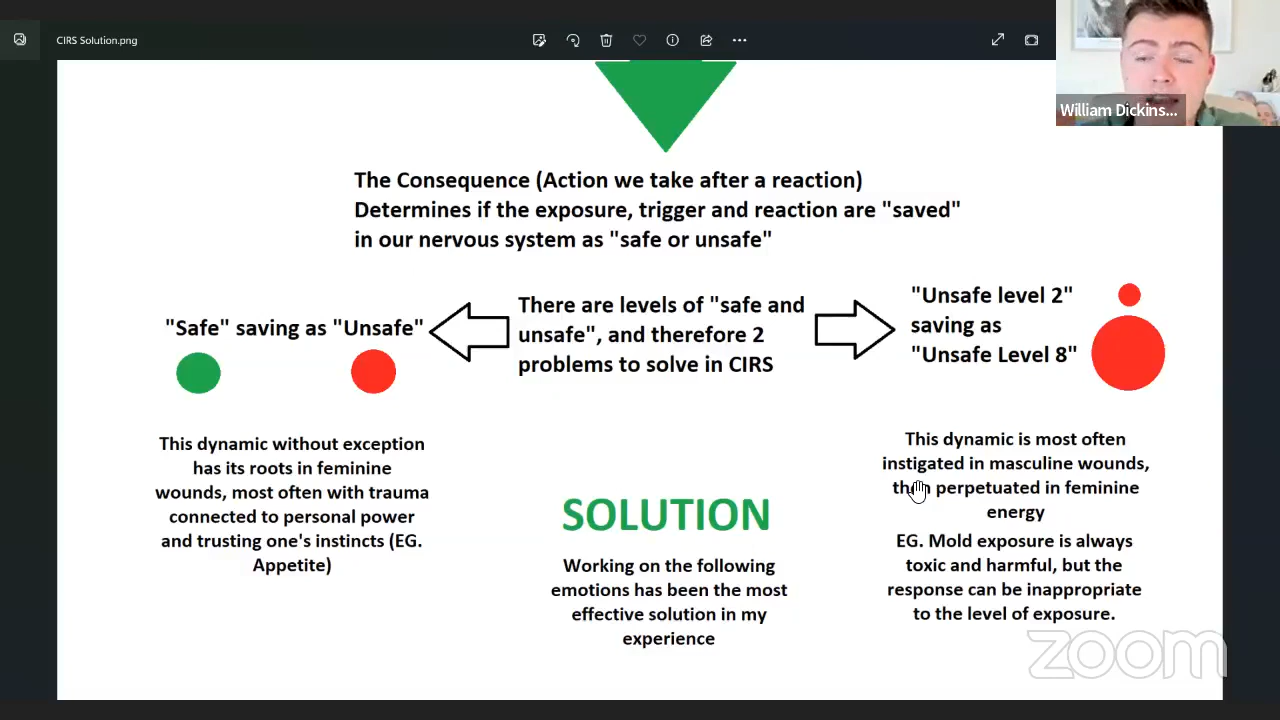 CIRS Solution.png
William Dickins...
The Consequence (Action we take after a reaction)
Determines if the exposure, trigger and reaction are "saved"
in our nervous system as "safe or unsafe"
"Safe" saving as "Unsafe"
There are levels of "safe and
unsafe", and therefore 2
problems to solve in CIRS
"Unsafe level 2"
saving as
"Unsafe Level 8"
This dynamic without exception
has its roots in feminine
wounds, most often with trauma
connected to personal power
and trusting one's instincts (EG.
Appetite)
SOLUTION
Working on the following
emotions has been the most
effective solution in my
experience
This dynamic is most often
instigated in masculine wounds,
then perpetuated in feminine
energy
EG. Mold exposure is always
toxic and harmful, but the
response can be inappropriate
to the level of exposure.
zoom